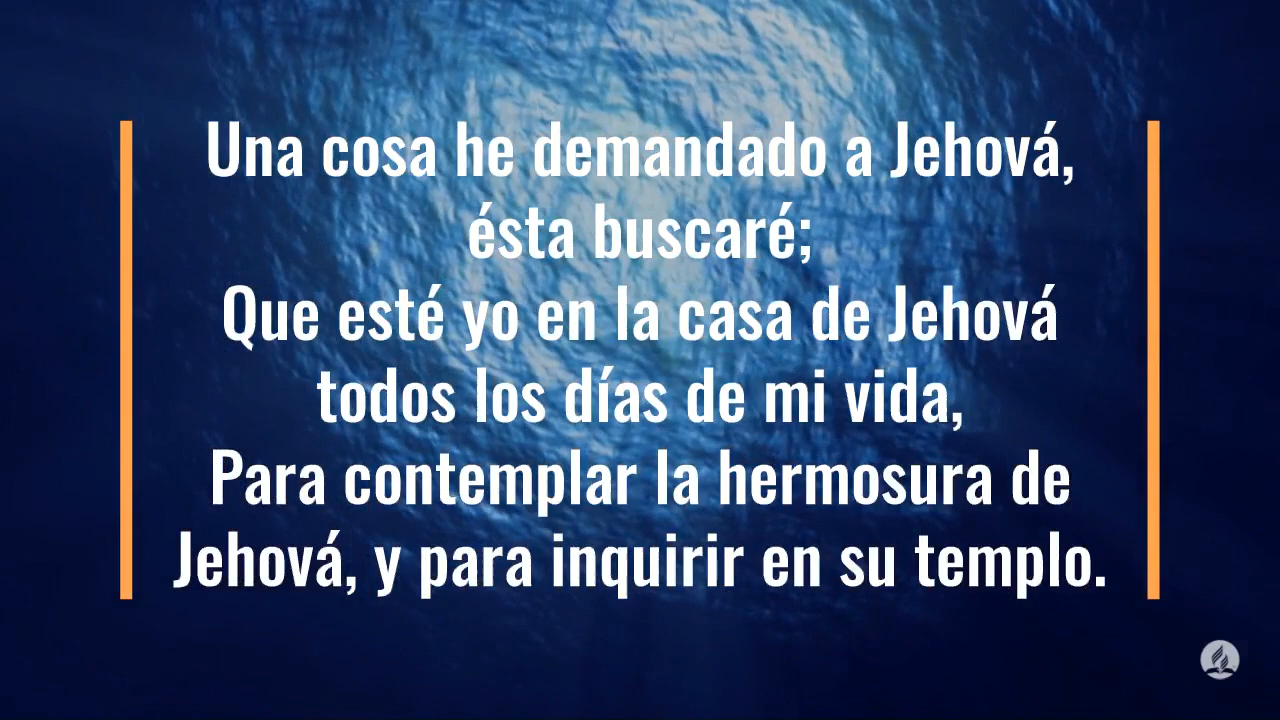 Una cosa he demandado a Jehová,
ésta buscaré;
Que esté yo en la casa de Jehová
todos los días de mi vida,
Para contemplar la hermosura de
Jehová, y para inquirir en su templo.